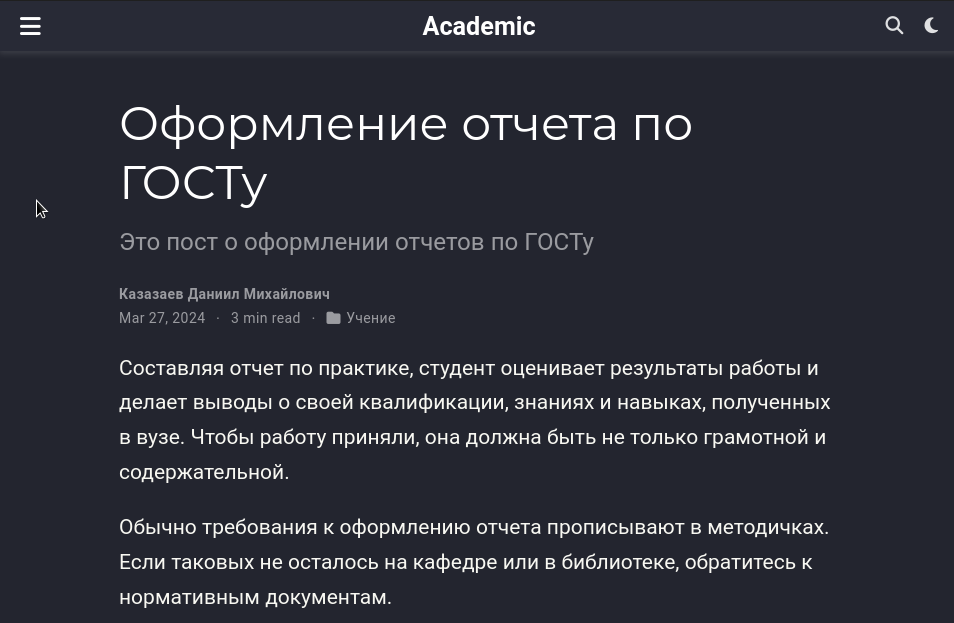 Academic
Оформление отчета по
ГОСТу
Это пост о оформлении отчетов по ГОСТу
Казазаев Даниил Михайлович
Mar 27, 2024 · 3 min read · Учение
Составляя отчет по практике, студент оценивает результаты работы и
делает выводы о своей квалификации, знаниях и навыках, полученных
в вузе. Чтобы работу приняли, она должна быть не только грамотной и
содержательной.
Обычно требования к оформлению отчета прописывают в методичках.
Если таковых не осталось на кафедре или в библиотеке, обратитесь к
нормативным документам.